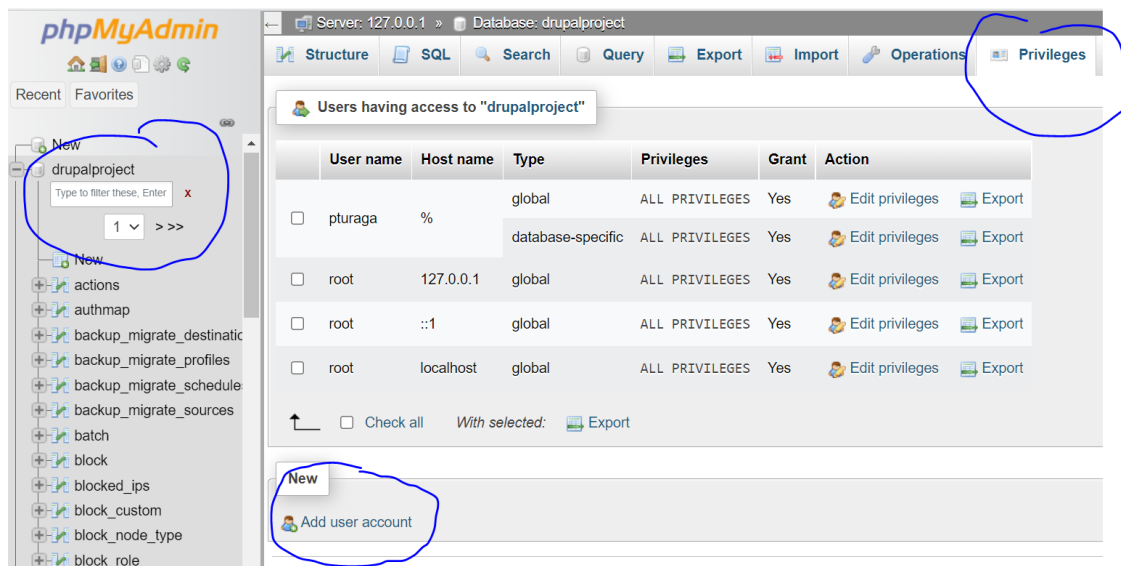 phpMyAdmin
Recent Favorites
New
drupalproject
Type to filter these, Enter x
1 > >>
New
actions
authmap
backup_migrate_destinatic
backup_migrate_profiles
backup_migrate_schedule
backup_migrate_sources
batch
block
blocked_ips
block_custom
block_node_type
block_role
Server: 127.0.0.1 » Database: drupalproject
Structure SQL Search Query Export Import Operations Privileges
Users having access to "drupalproject"
User name Host name Type Privileges Grant Action
pturaga % global ALL PRIVILEGES Yes Edit privileges Export
database-specific ALL PRIVILEGES Yes Edit privileges Export
root 127.0.0.1 global ALL PRIVILEGES Yes Edit privileges Export
root ::1 global ALL PRIVILEGES Yes Edit privileges Export
root localhost global ALL PRIVILEGES Yes Edit privileges Export
Check all With selected: Export
New
Add user account